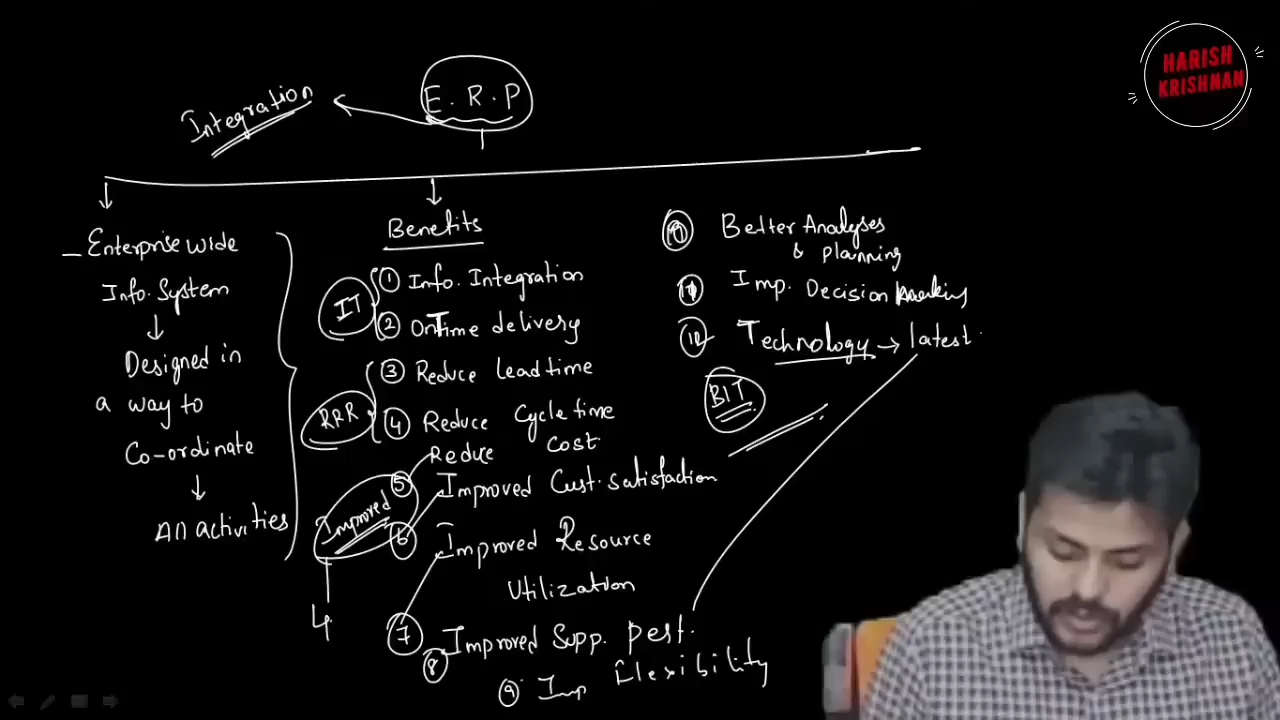 HARISH
KRISHNAN
E.R.P
Integration
Enterprise wide
Info. System
Designed in
a way to
Co-ordinate
All activities
Benefits
IT
① Info. Integration
② OnTime delivery
RRR
③ Reduce Lead time
④ Reduce Cycle time
⑤ Reduce Cost
Improved
4
⑥ Improved Cust. satisfaction
⑦ Improved Resource
Utilization
⑧ Improved Supp.
⑨ Imp Flexibility
⑩ Better Analyses
& planning
⑪ Imp. Decision Making
⑫ Technology → latest
BIT